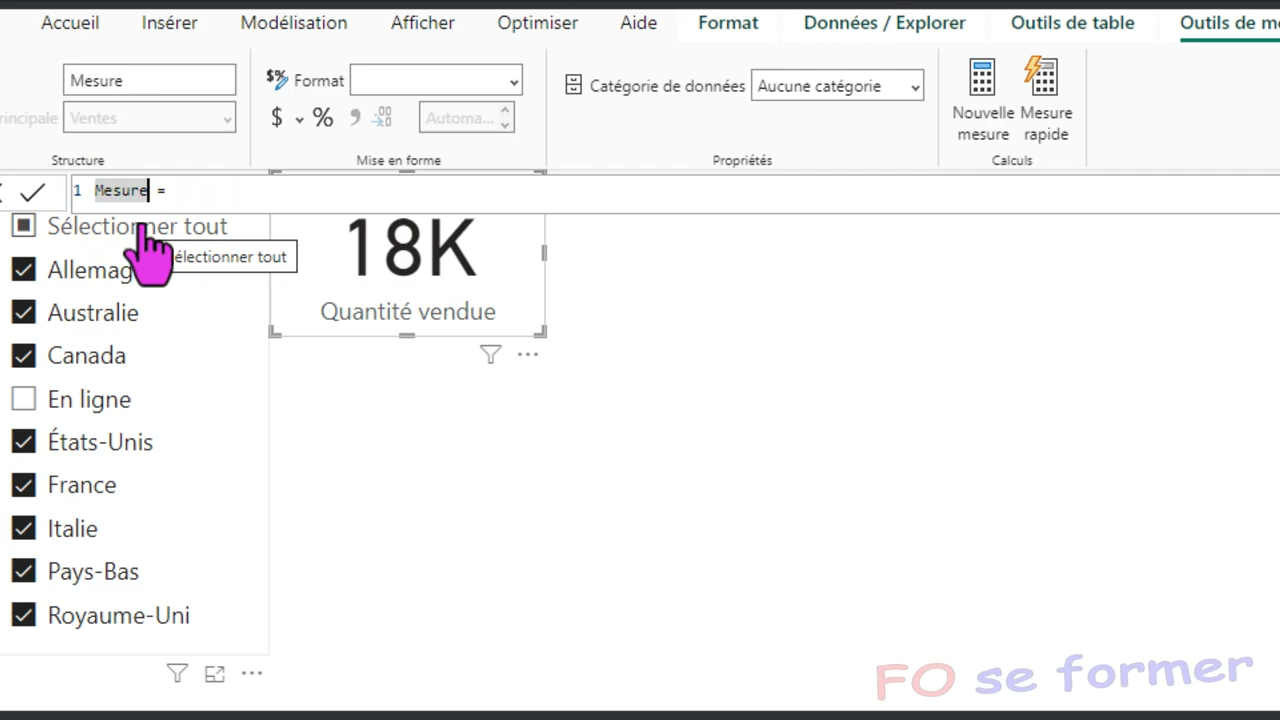 Accueil Insérer Modélisation Afficher Optimiser Aide Format Données / Explorer Outils de table Outils de me
Mesure
$% Format
Catégorie de données Aucune catégorie
rincipale Ventes
$ % Automa...
Nouvelle mesure
Mesure rapide
Structure Mise en forme Propriétés Calculs
1 Mesure =
Sélectionner tout
électionner tout
Allemag
Australie
Canada
En ligne
États-Unis
France
Italie
Pays-Bas
Royaume-Uni
18K
Quantité vendue
FO se former